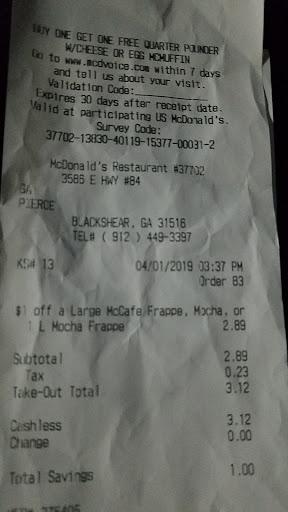 BUY ONE GET ONE FREE QUARTER POUNDER
W/CHEESE OR EGG MCMUFFIN
Go to www.mcdvoice.com within 7 days
and tell us about your visit.
Validation Code:
Expires 30 days after receipt date.
Valid at participating US McDonald's.
Survey Code:
37702-13830-40119-15377-00031-2
McDonald's Restaurant #37702
3586 E HWY #84
GA
PIERCE
BLACKSHEAR, GA 31516
TEL# ( 912 ) 449-3397
KS# 13 04/01/2019 03:37 PM
Order 83
$1 off a Large McCafe Frappe, Mocha, or
1 L Mocha Frappe 2.89
Subtotal 2.89
Tax 0.23
Take-Out Total 3.12
Cashless 3.12
Change 0.00
Total Savings 1.00